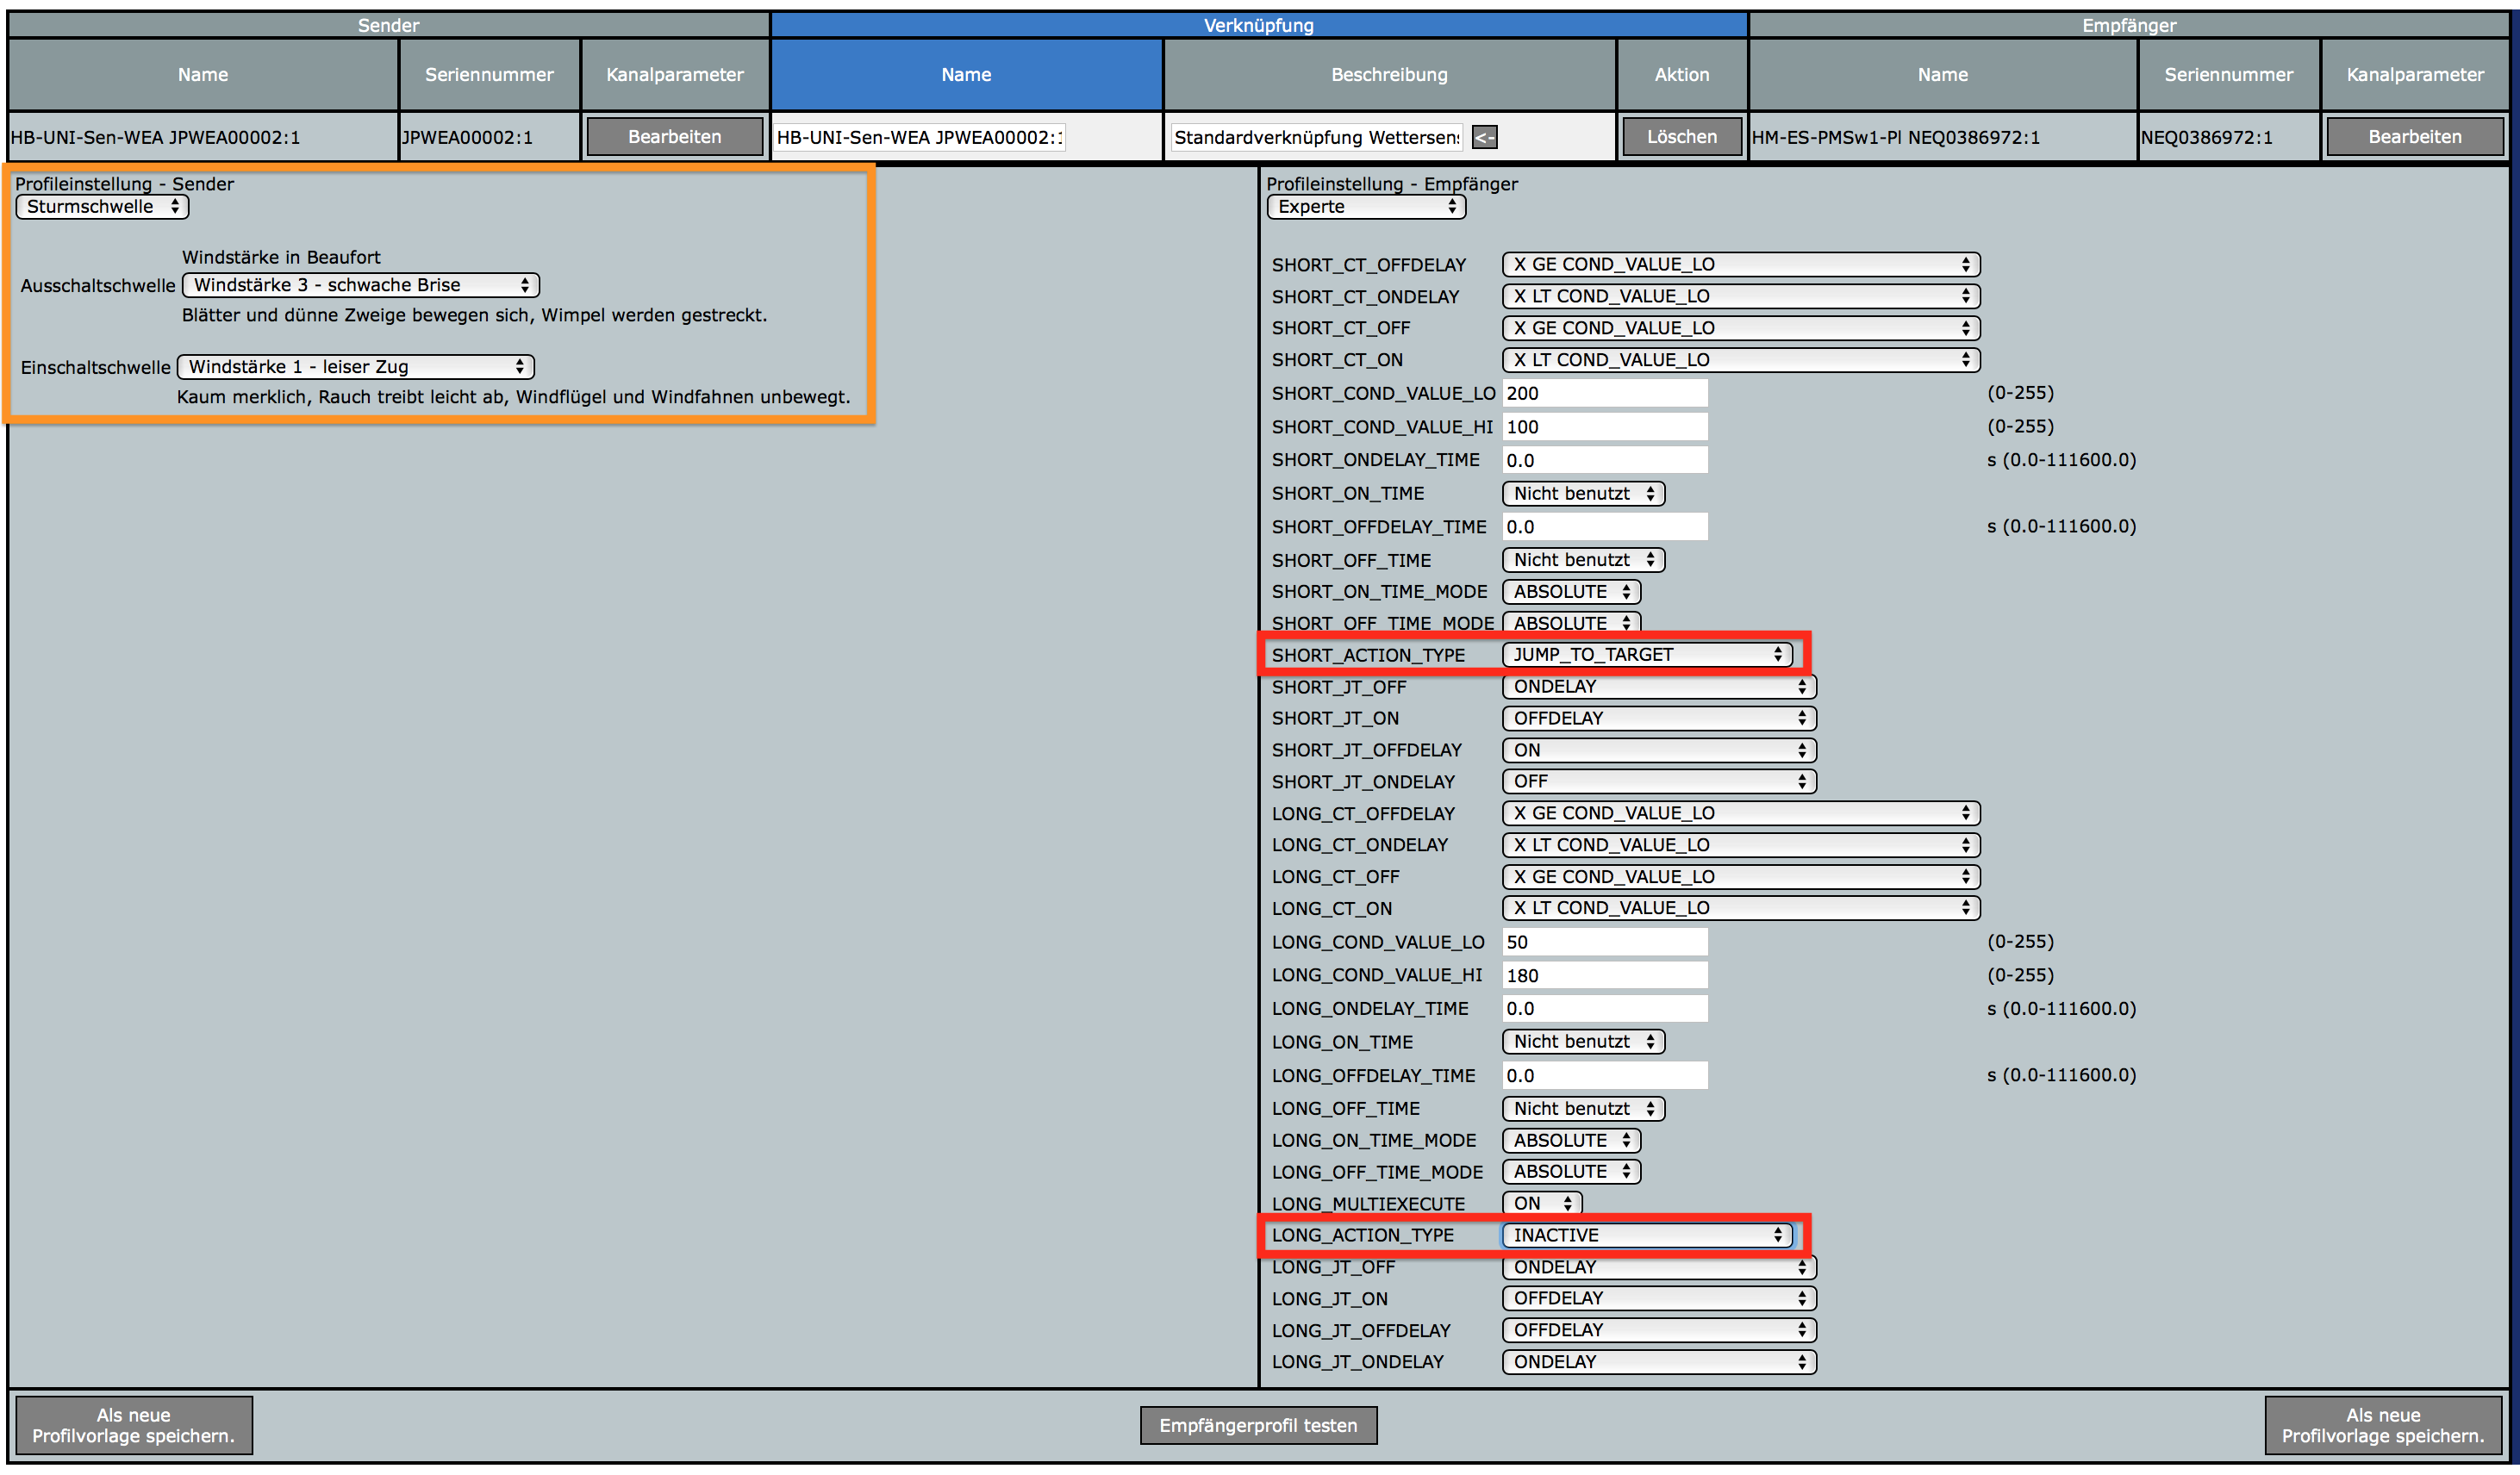 Sender Verknüpfung Empfänger
Name Seriennummer Kanalparameter Name Beschreibung Aktion Name Seriennummer Kanalparameter
HB-UNI-Sen-WEA JPWEA00002:1 JPWEA00002:1 Bearbeiten HB-UNI-Sen-WEA JPWEA00002: Standardverknüpfung Wettersen <- Löschen HM-ES-PMSw1-Pl NEQ0386972:1 NEQ0386972:1 Bearbeiten
Profileinstellung - Sender
Sturmschwelle
Windstärke in Beaufort
Ausschaltschwelle Windstärke 3 - schwache Brise
Blätter und dünne Zweige bewegen sich, Wimpel werden gestreckt.
Einschaltschwelle Windstärke 1 - leiser Zug
Kaum merklich, Rauch treibt leicht ab, Windflügel und Windfahnen unbewegt.
Profileinstellung - Empfänger
Experte
SHORT_CT_OFFDELAY X GE COND_VALUE_LO
SHORT_CT_ONDELAY X LT COND_VALUE_LO
SHORT_CT_OFF X GE COND_VALUE_LO
SHORT_CT_ON X LT COND_VALUE_LO
SHORT_COND_VALUE_LO 200 (0-255)
SHORT_COND_VALUE_HI 100 (0-255)
SHORT_ONDELAY_TIME 0.0 s (0.0-111600.0)
SHORT_ON_TIME Nicht benutzt
SHORT_OFFDELAY_TIME 0.0 s (0.0-111600.0)
SHORT_OFF_TIME Nicht benutzt
SHORT_ON_TIME_MODE ABSOLUTE
SHORT_OFF_TIME_MODE ABSOLUTE
SHORT_ACTION_TYPE JUMP_TO_TARGET
SHORT_JT_OFF ONDELAY
SHORT_JT_ON OFFDELAY
SHORT_JT_OFFDELAY ON
SHORT_JT_ONDELAY OFF
LONG_CT_OFFDELAY X GE COND_VALUE_LO
LONG_CT_ONDELAY X LT COND_VALUE_LO
LONG_CT_OFF X GE COND_VALUE_LO
LONG_CT_ON X LT COND_VALUE_LO
LONG_COND_VALUE_LO 50 (0-255)
LONG_COND_VALUE_HI 180 (0-255)
LONG_ONDELAY_TIME 0.0 s (0.0-111600.0)
LONG_ON_TIME Nicht benutzt
LONG_OFFDELAY_TIME 0.0 s (0.0-111600.0)
LONG_OFF_TIME Nicht benutzt
LONG_ON_TIME_MODE ABSOLUTE
LONG_OFF_TIME_MODE ABSOLUTE
LONG_MULTIEXECUTE ON
LONG_ACTION_TYPE INACTIVE
LONG_JT_OFF ONDELAY
LONG_JT_ON OFFDELAY
LONG_JT_OFFDELAY OFFDELAY
LONG_JT_ONDELAY ONDELAY
Als neue
Profilvorlage speichern.
Empfängerprofil testen
Als neue
Profilvorlage speichern.